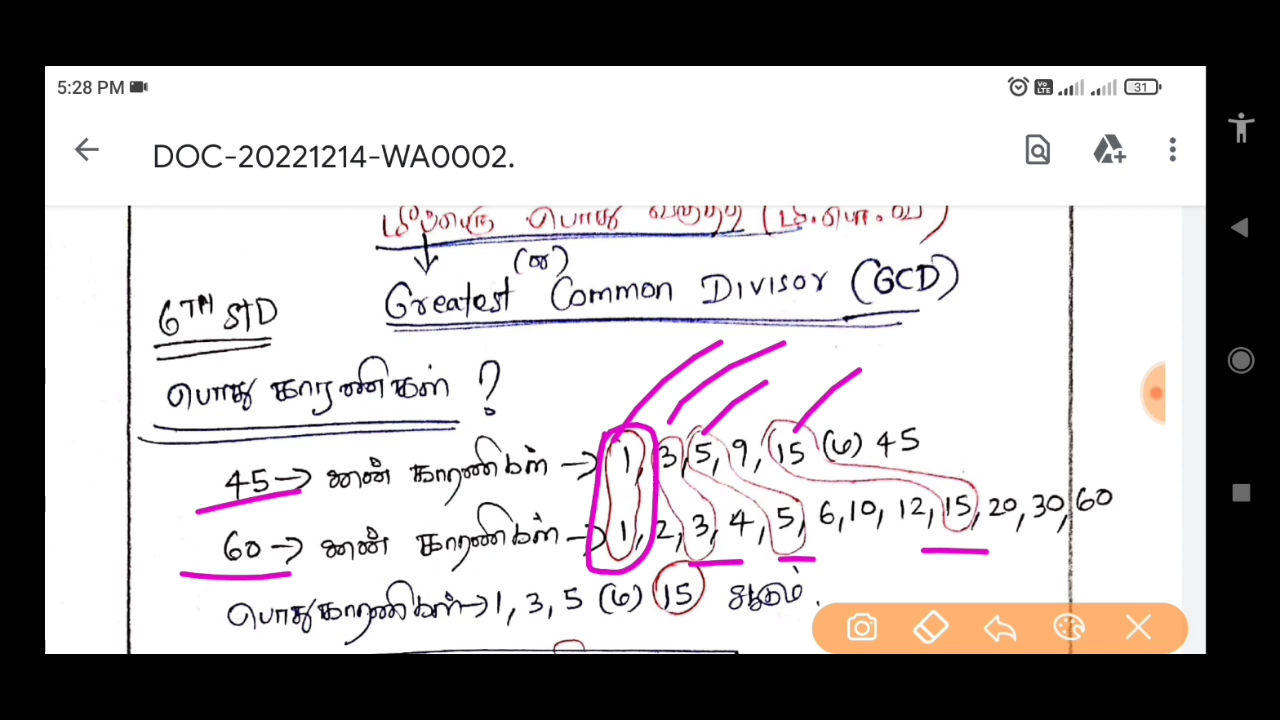 5:28 PM
31
DOC-20221214-WA0002.
மீப்பெரு பொது வகுத்தி (மீ.பொ.வ)
(or)
Greatest Common Divisor (GCD)
6TH STD
பொது காரணிகள் ?
45 → ன் காரணிகள் → 1, 3, 5, 9, 15 (ம) 45
60 → ன் காரணிகள் → 1, 2, 3, 4, 5, 6, 10, 12, 15, 20, 30, 60
பொதுகாரணிகள் → 1, 3, 5 (ம) 15 ஆகும்.